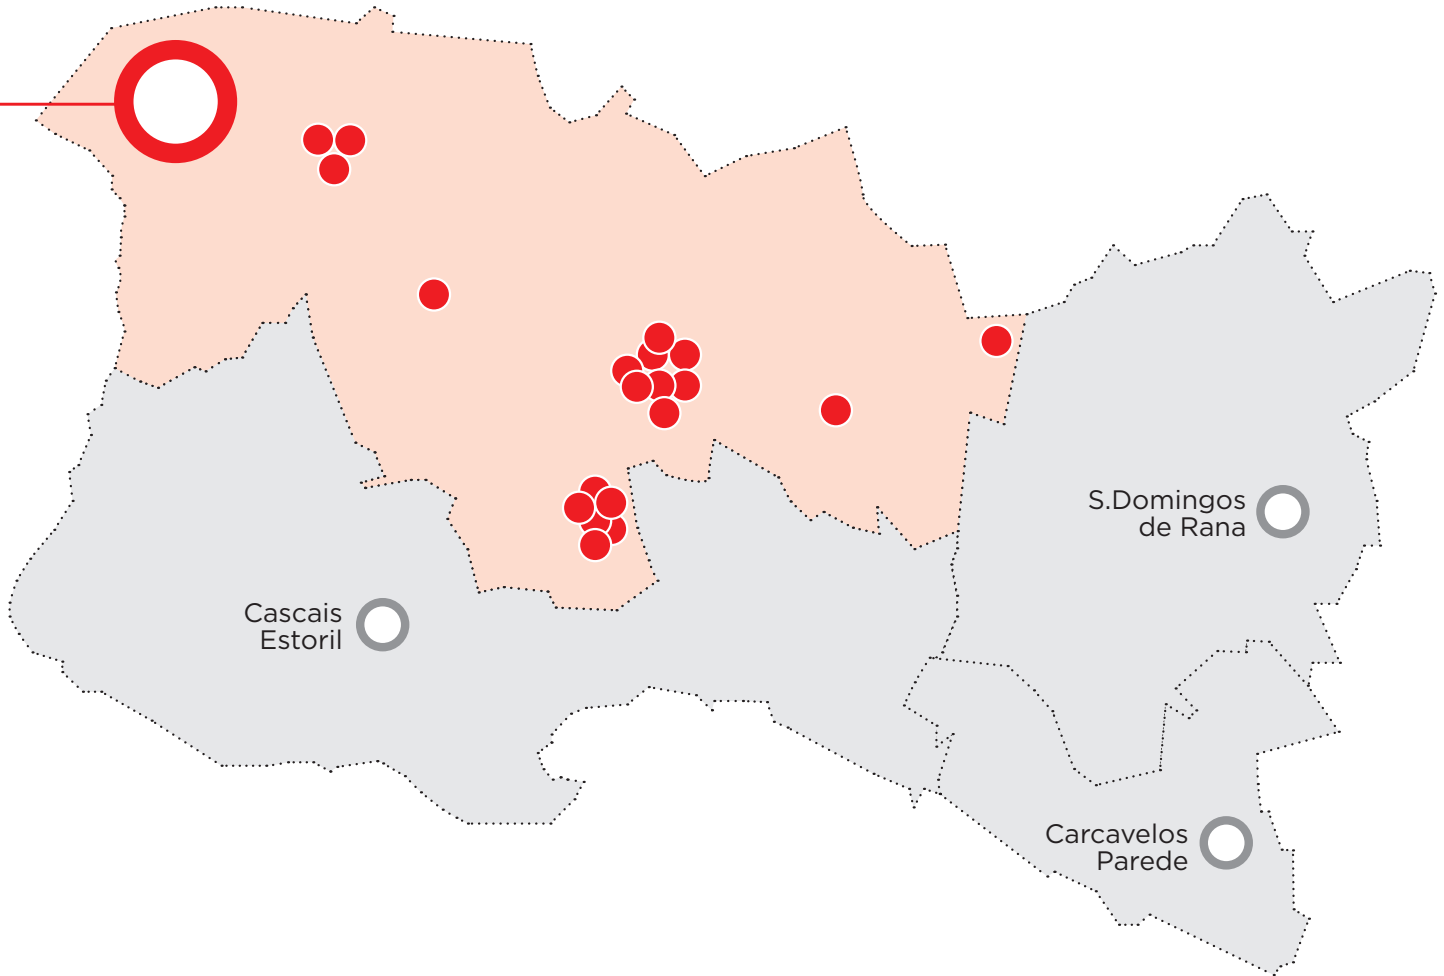 S.Domingos
de Rana
Cascais
Estoril
Carcavelos
Parede